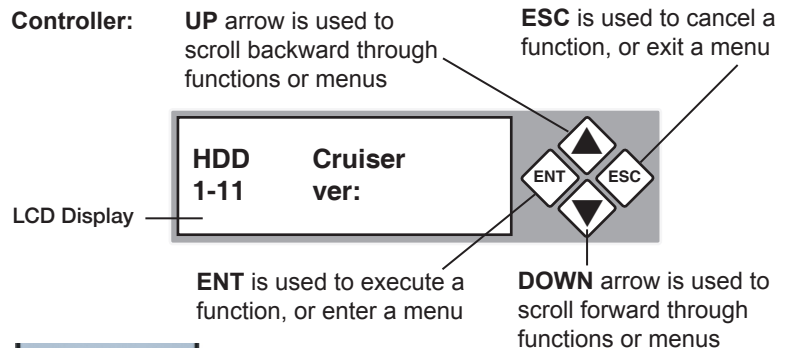 Controller:
UP arrow is used to
scroll backward through
functions or menus
ESC is used to cancel a
function, or exit a menu
HDD Cruiser
1-11 ver:
ENT
ESC
LCD Display
ENT is used to execute a
function, or enter a menu
DOWN arrow is used to
scroll forward through
functions or menus